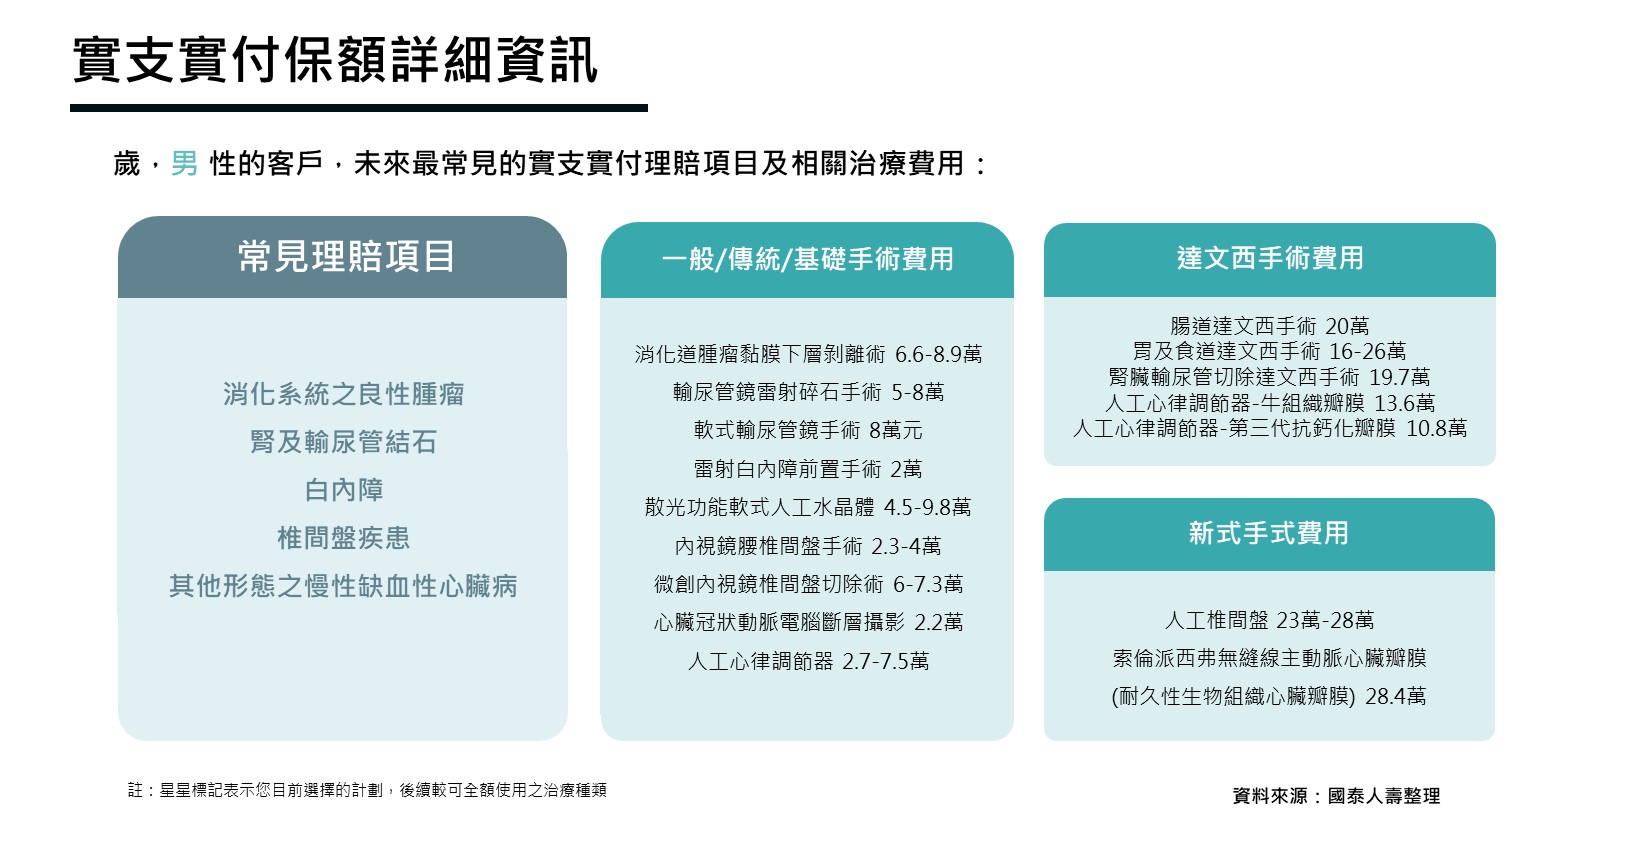 實支實付保額詳細資訊
歲，男 性的客戶，未來最常見的實支實付理賠項目及相關治療費用：
常見理賠項目
消化系統之良性腫瘤
腎及輸尿管結石
白內障
椎間盤疾患
其他形態之慢性缺血性心臟病
一般/傳統/基礎手術費用
消化道腫瘤黏膜下層剝離術 6.6-8.9萬
輸尿管鏡雷射碎石手術 5-8萬
軟式輸尿管鏡手術 8萬元
雷射白內障前置手術 2萬
散光功能軟式人工水晶體 4.5-9.8萬
內視鏡腰椎間盤手術 2.3-4萬
微創內視鏡椎間盤切除術 6-7.3萬
心臟冠狀動脈電腦斷層攝影 2.2萬
人工心律調節器 2.7-7.5萬
達文西手術費用
腸道達文西手術 20萬
胃及食道達文西手術 16-26萬
腎臟輸尿管切除達文西手術 19.7萬
人工心律調節器-牛組織瓣膜 13.6萬
人工心律調節器-第三代抗鈣化瓣膜 10.8萬
新式手式費用
人工椎間盤 23萬-28萬
索倫派西弗無縫線主動脈心臟瓣膜
(耐久性生物組織心臟瓣膜) 28.4萬
註：星星標記表示您目前選擇的計劃，後續較可全額使用之治療種類
資料來源：國泰人壽整理